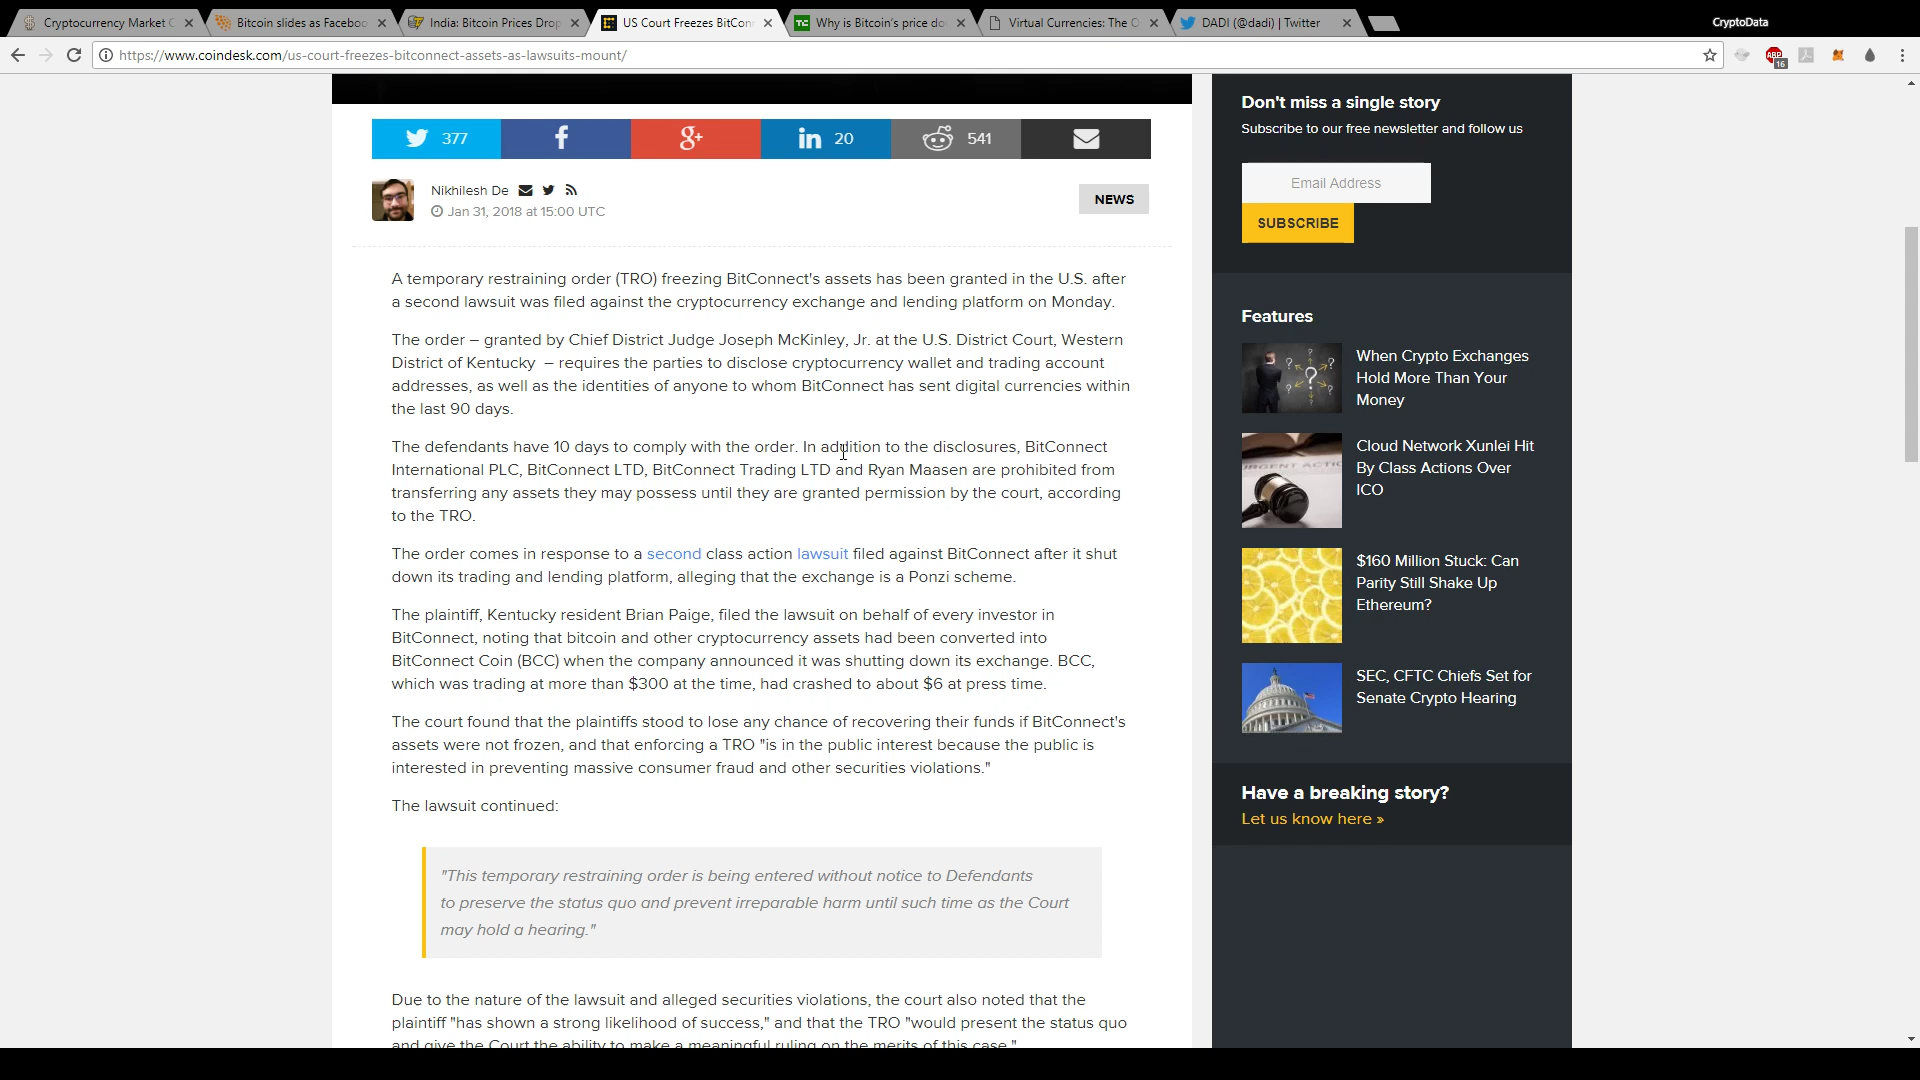 Cryptocurrency Market C
Bitcoin slides as Faceboo
India: Bitcoin Prices Drop
US Court Freezes BitCon
Why is Bitcoin's price do
Virtual Currencies: The O
DADI (@dadi) | Twitter
CryptoData
https://www.coindesk.com/us-court-freezes-bitconnect-assets-as-lawsuits-mount/
ABP
16
377
f
g+
in 20
541
Nikhilesh De
Jan 31, 2018 at 15:00 UTC
NEWS
A temporary restraining order (TRO) freezing BitConnect's assets has been granted in the U.S. after
a second lawsuit was filed against the cryptocurrency exchange and lending platform on Monday.
The order – granted by Chief District Judge Joseph McKinley, Jr. at the U.S. District Court, Western
District of Kentucky – requires the parties to disclose cryptocurrency wallet and trading account
addresses, as well as the identities of anyone to whom BitConnect has sent digital currencies within
the last 90 days.
The defendants have 10 days to comply with the order. In addition to the disclosures, BitConnect
International PLC, BitConnect LTD, BitConnect Trading LTD and Ryan Maasen are prohibited from
transferring any assets they may possess until they are granted permission by the court, according
to the TRO.
The order comes in response to a second class action lawsuit filed against BitConnect after it shut
down its trading and lending platform, alleging that the exchange is a Ponzi scheme.
The plaintiff, Kentucky resident Brian Paige, filed the lawsuit on behalf of every investor in
BitConnect, noting that bitcoin and other cryptocurrency assets had been converted into
BitConnect Coin (BCC) when the company announced it was shutting down its exchange. BCC,
which was trading at more than $300 at the time, had crashed to about $6 at press time.
The court found that the plaintiffs stood to lose any chance of recovering their funds if BitConnect's
assets were not frozen, and that enforcing a TRO "is in the public interest because the public is
interested in preventing massive consumer fraud and other securities violations."
The lawsuit continued:
"This temporary restraining order is being entered without notice to Defendants
to preserve the status quo and prevent irreparable harm until such time as the Court
may hold a hearing."
Due to the nature of the lawsuit and alleged securities violations, the court also noted that the
plaintiff "has shown a strong likelihood of success," and that the TRO "would present the status quo
and give the Court the ability to make a meaningful ruling on the merits of this case."
Don't miss a single story
Subscribe to our free newsletter and follow us
Email Address
SUBSCRIBE
Features
When Crypto Exchanges
Hold More Than Your
Money
Cloud Network Xunlei Hit
By Class Actions Over
ICO
$160 Million Stuck: Can
Parity Still Shake Up
Ethereum?
SEC, CFTC Chiefs Set for
Senate Crypto Hearing
Have a breaking story?
Let us know here »